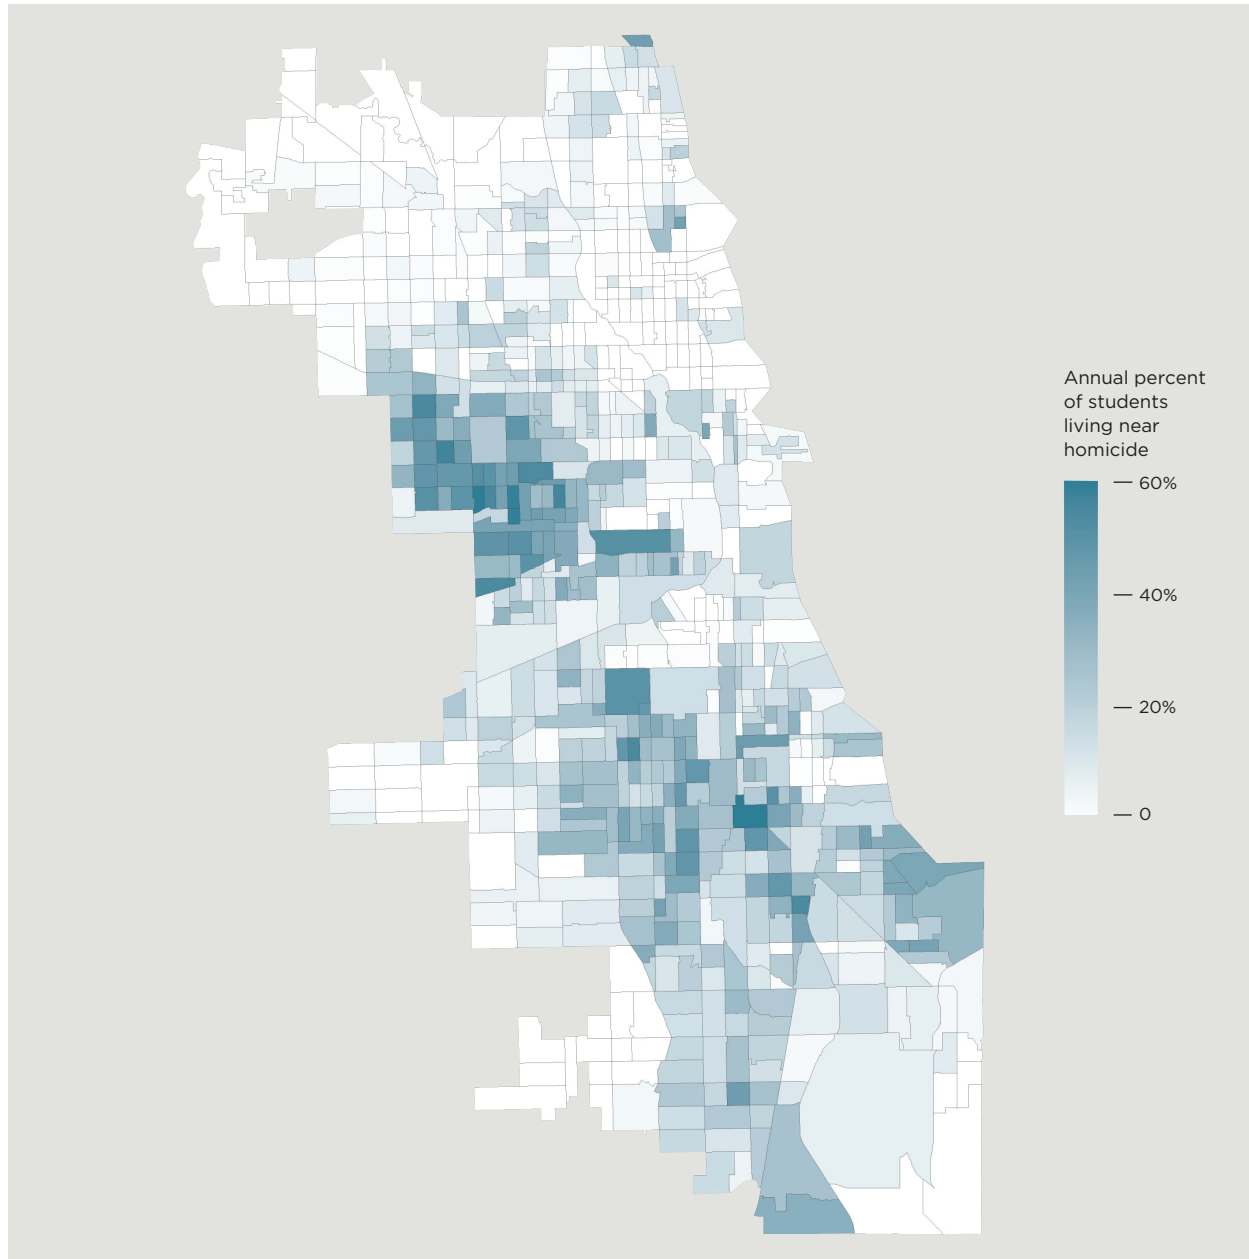 Annual percent
of students
living near
homicide
60%
40%
20%
0